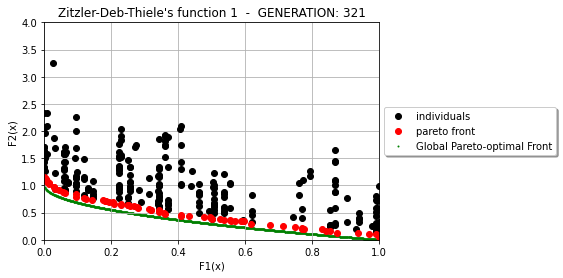 Zitzler-Deb-Thiele's function 1 - GENERATION: 321
4.0
3.5
3.0
2.5
2.0
1.5
1.0
0.5
0.0
F2(x)
0.0 0.2 0.4 0.6 0.8 1.0
F1(x)
individuals
pareto front
Global Pareto-optimal Front